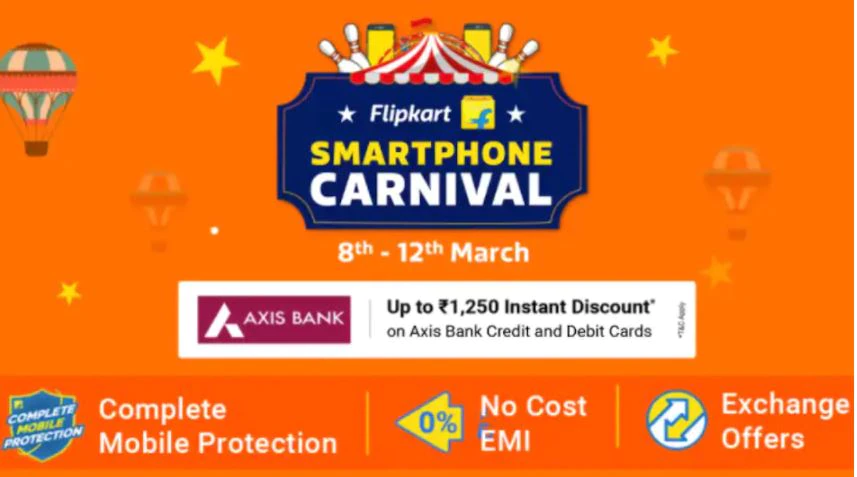 Flipkart
SMARTPHONE
CARNIVAL
8th - 12th March
AXIS BANK
Up to ₹1,250 Instant Discount*
on Axis Bank Credit and Debit Cards
*T&C Apply
COMPLETE
MOBILE
PROTECTION
Complete
Mobile Protection
0%
No Cost
EMI
Exchange
Offers